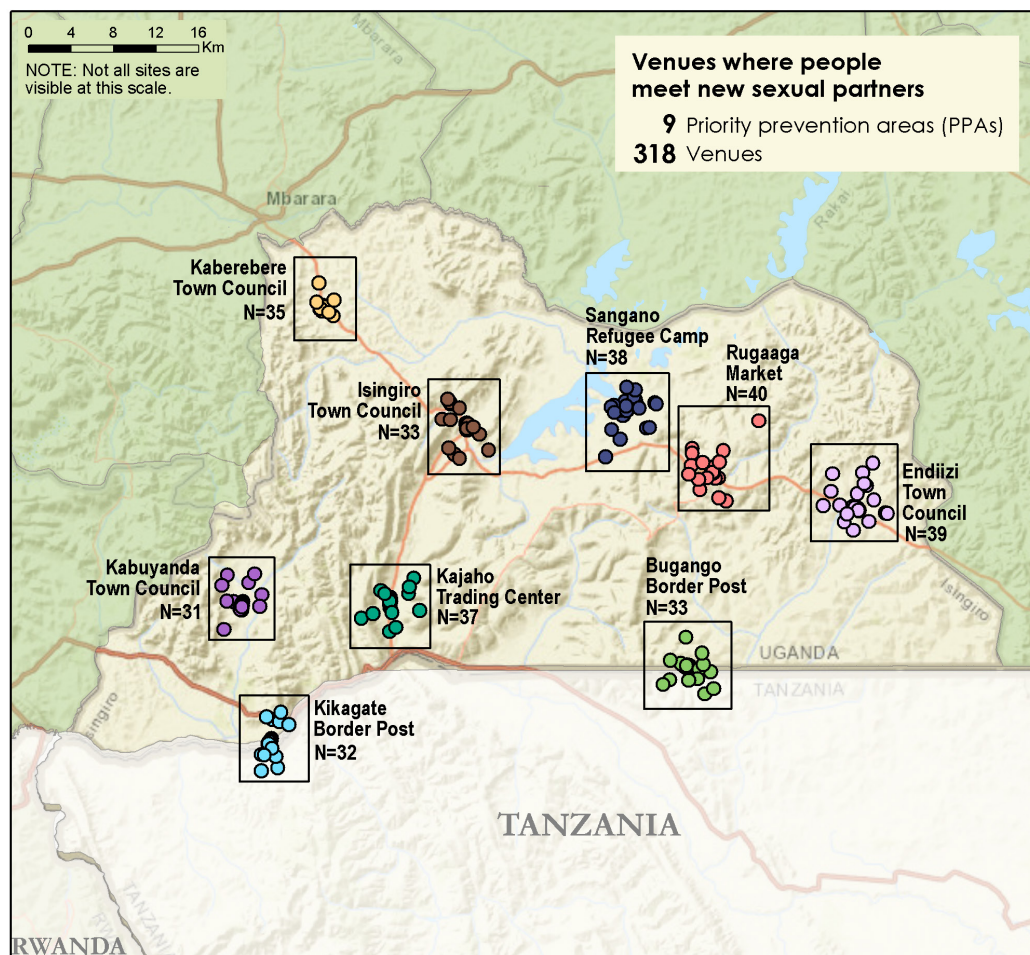 0 4 8 12 16
Km
NOTE: Not all sites are
visible at this scale.
Venues where people
meet new sexual partners
9 Priority prevention areas (PPAs)
318 Venues
Mbarara
Mbarara
Rakai
Kaberebere
Town Council
N=35
Sangano
Refugee Camp
N=38
Rugaaga
Market
N=40
Isingiro
Town Council
N=33
Endiizi
Town
Council
N=39
Kabuyanda
Town Council
N=31
Kajaho
Trading Center
N=37
Bugango
Border Post
N=33
Isingiro
UGANDA
TANZANIA
Kikagate
Border Post
N=32
TANZANIA
TANZANIA
RWANDA